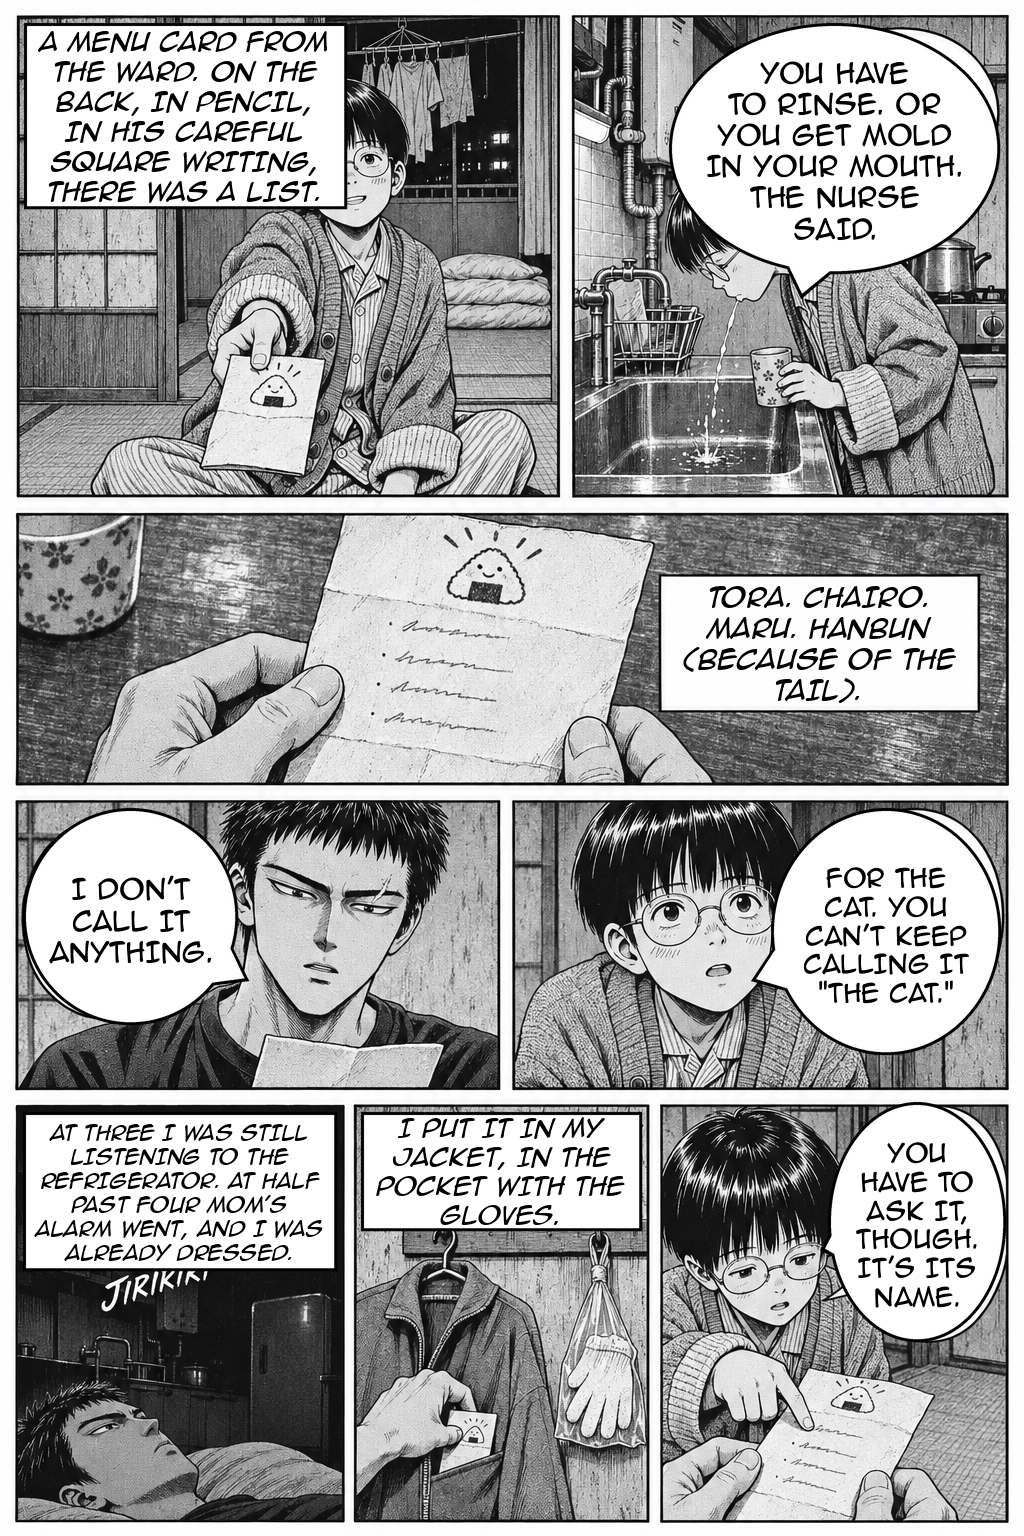 YOU HAVE
TO RINSE. OR
YOU GET MOLD
IN YOUR MOUTH.
THE NURSE
SAID.
A MENU CARD FROM
THE WARD. ON THE
BACK, IN PENCIL,
IN HIS CAREFUL
SQUARE WRITING,
THERE WAS A LIST.
TORA. CHAIRO.
MARU. HANBUN
(BECAUSE OF THE
TAIL).
FOR THE
CAT. YOU
CAN'T KEEP
CALLING IT
"THE CAT."
I DON'T
CALL IT
ANYTHING.
YOU
HAVE TO
ASK IT,
THOUGH.
IT'S ITS
NAME.
I PUT IT IN MY
JACKET, IN THE
POCKET WITH THE
GLOVES.
AT THREE I WAS STILL
LISTENING TO THE
REFRIGERATOR. AT HALF
PAST FOUR MOM'S
ALARM WENT, AND I WAS
ALREADY DRESSED.